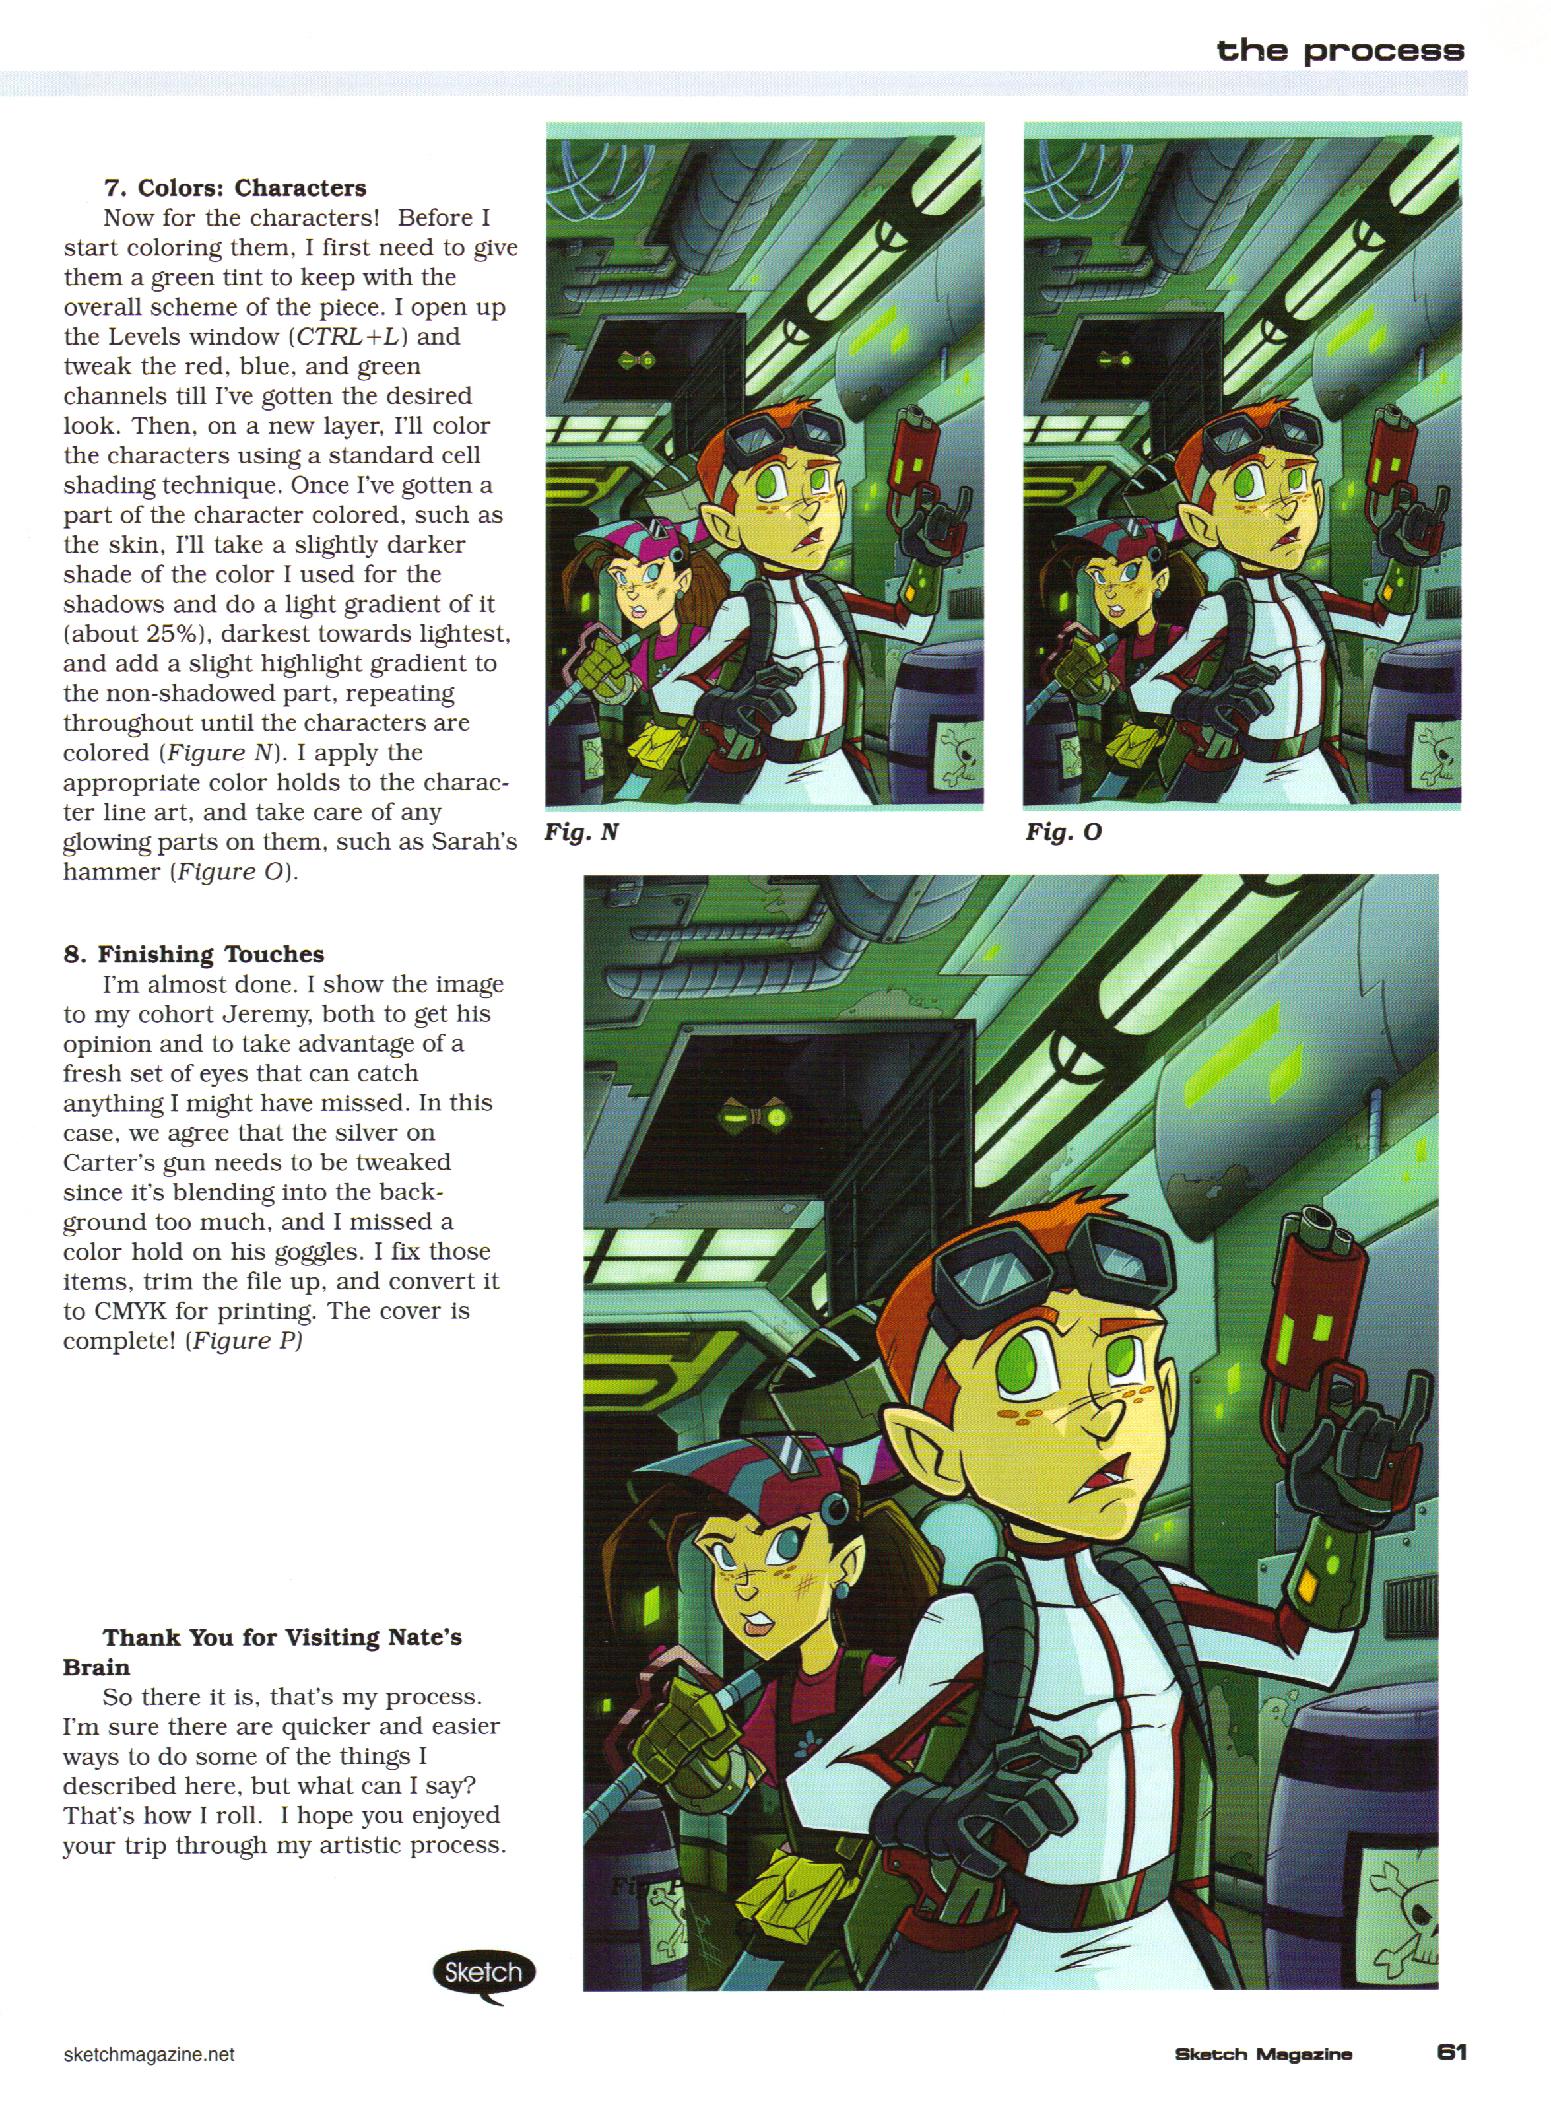 the process
7. Colors: Characters
Now for the characters!  Before I
start coloring them, I first need to give
them a green tint to keep with the
overall scheme of the piece. I open up
the Levels window (CTRL+L) and
tweak the red, blue, and green
channels till I've gotten the desired
look. Then, on a new layer, I'll color
the characters using a standard cell
shading technique. Once I've gotten a
part of the character colored, such as
the skin, I'll take a slightly darker
shade of the color I used for the
shadows and do a light gradient of it
(about 25%), darkest towards lightest,
and add a slight highlight gradient to
the non-shadowed part, repeating
throughout until the characters are
colored (Figure N). I apply the
appropriate color holds to the charac-
ter line art, and take care of any
glowing parts on them, such as Sarah's
hammer (Figure O).
Fig. N
Fig. O
8. Finishing Touches
I'm almost done. I show the image
to my cohort Jeremy, both to get his
opinion and to take advantage of a
fresh set of eyes that can catch
anything I might have missed. In this
case, we agree that the silver on
Carter's gun needs to be tweaked
since it's blending into the back-
ground too much, and I missed a
color hold on his goggles. I fix those
items, trim the file up, and convert it
to CMYK for printing. The cover is
complete! (Figure P)
Thank You for Visiting Nate's
Brain
So there it is, that's my process.
I'm sure there are quicker and easier
ways to do some of the things I
described here, but what can I say?
That's how I roll.  I hope you enjoyed
your trip through my artistic process.
Fig. P
Sketch
sketchmagazine.net
Sketch Magazine
61